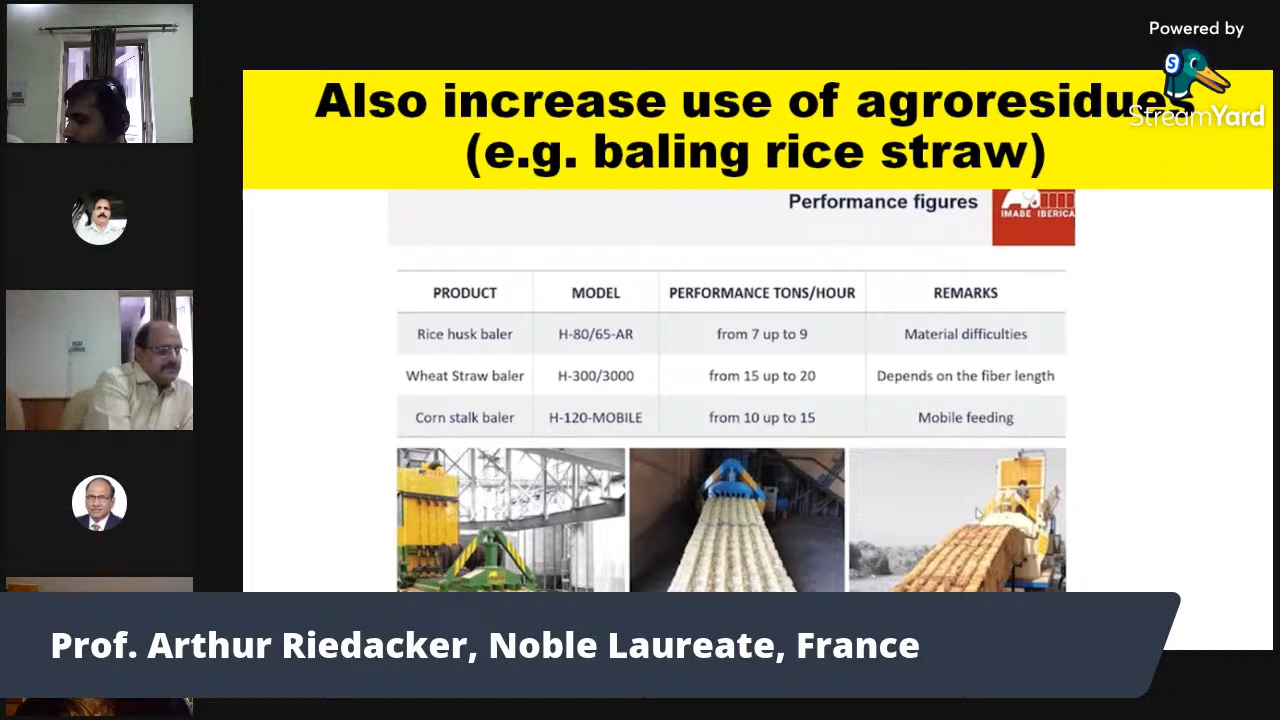 Powered by
StreamYard
Also increase use of agroresidues
(e.g. baling rice straw)
Performance figures
IMABE IBERICA
PRODUCT MODEL PERFORMANCE TONS/HOUR REMARKS
Rice husk baler H-80/65-AR from 7 up to 9 Material difficulties
Wheat Straw baler H-300/3000 from 15 up to 20 Depends on the fiber length
Corn stalk baler H-120-MOBILE from 10 up to 15 Mobile feeding
Prof. Arthur Riedacker, Noble Laureate, France